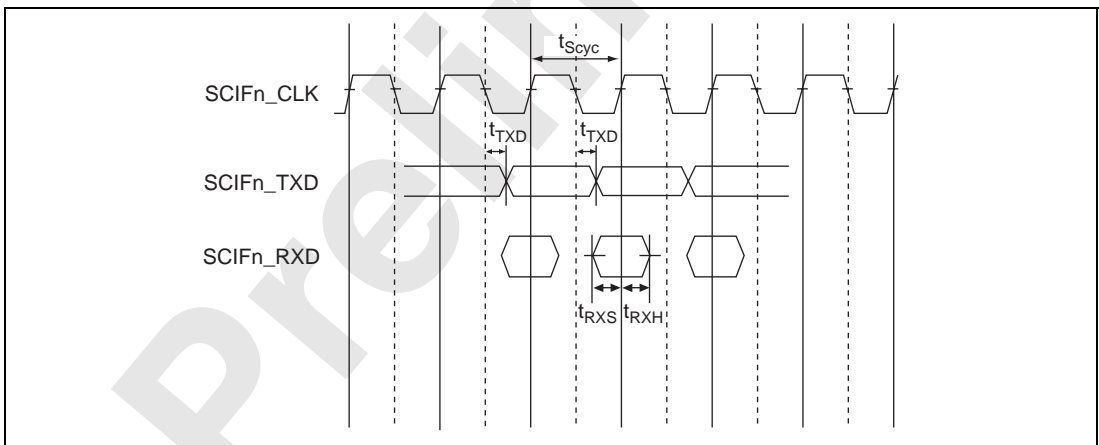 tScyc
SCIFn_CLK
tTXD tTXD
SCIFn_TXD
SCIFn_RXD
tRXS tRXH
Prelim